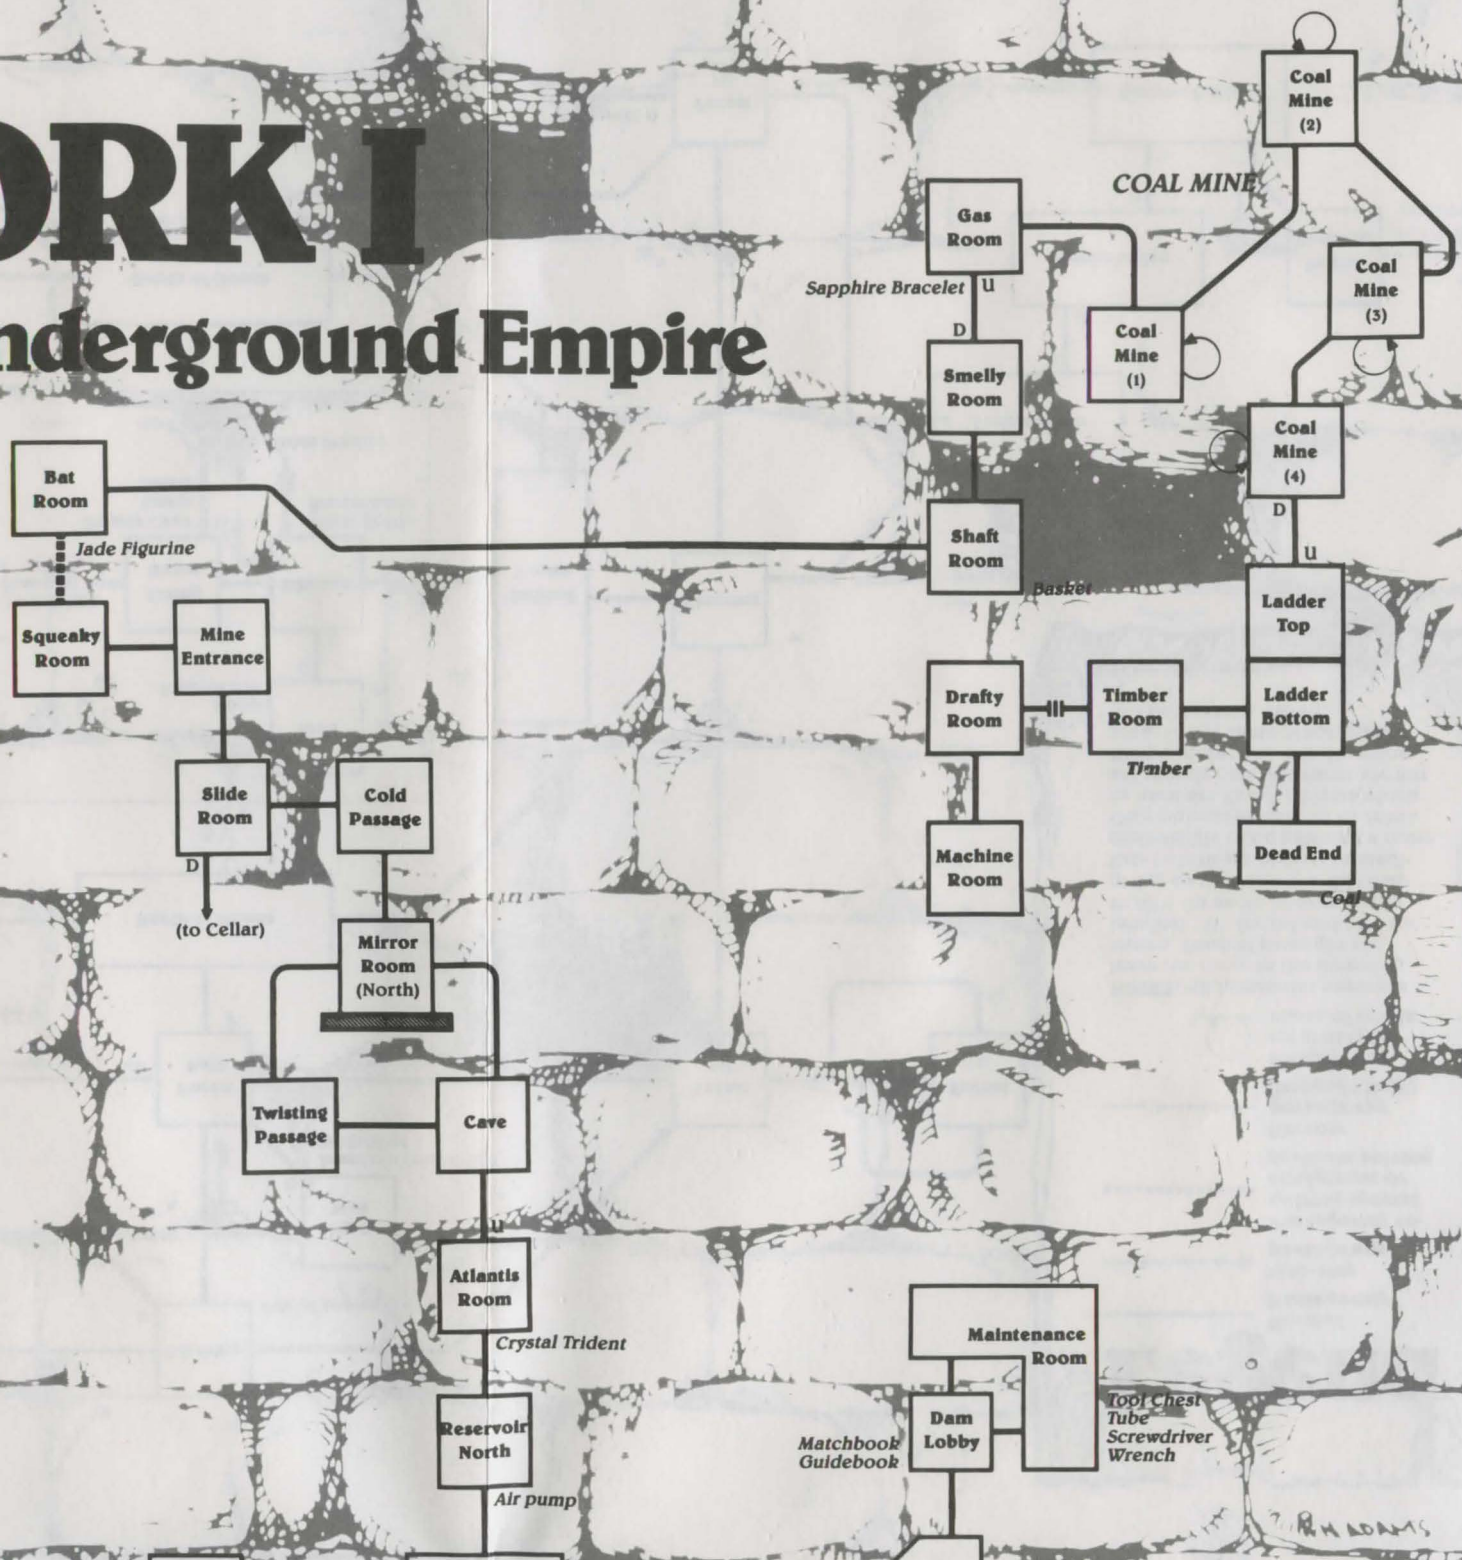 ORK I
nderground Empire
Coal
Mine
(2)
COAL MINE
Gas
Room
Sapphire Bracelet
U
D
Coal
Mine
(3)
Coal
Mine
(1)
Smelly
Room
Coal
Mine
(4)
D
U
Bat
Room
Jade Figurine
Shaft
Room
Basket
Ladder
Top
Squeaky
Room
Mine
Entrance
Drafty
Room
Timber
Room
Timber
Ladder
Bottom
Slide
Room
D
(to Cellar)
Cold
Passage
Machine
Room
Dead End
Coal
Mirror
Room
(North)
Twisting
Passage
Cave
U
Atlantis
Room
Crystal Trident
Maintenance
Room
Tool Chest
Tube
Screwdriver
Wrench
Reservoir
North
Air pump
Dam
Lobby
Matchbook
Guidebook
RH ADAMS